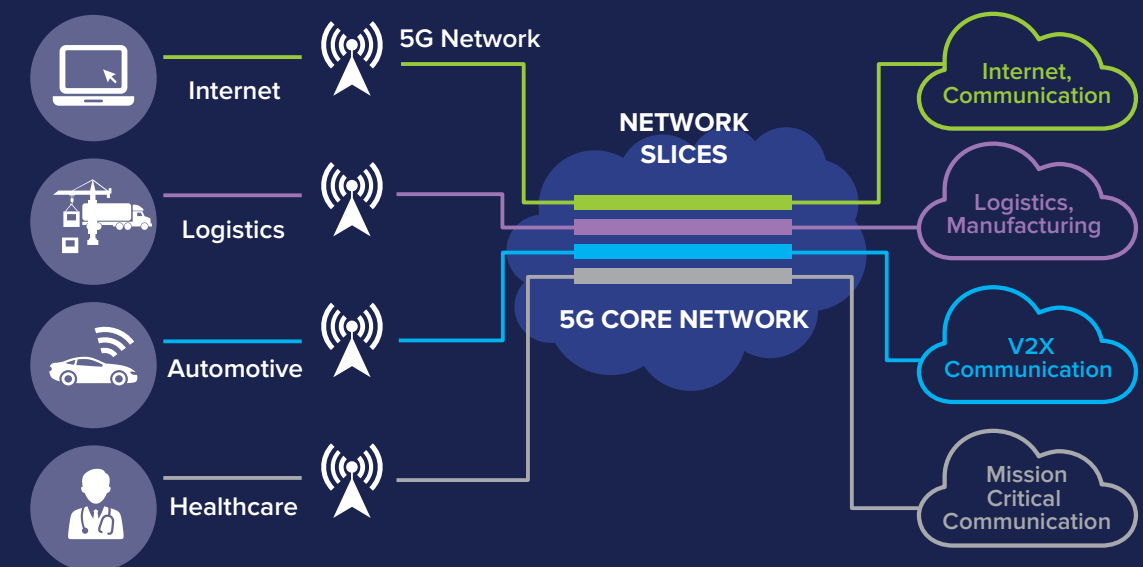 5G Network
Internet
Logistics
Automotive
Healthcare
NETWORK
SLICES
5G CORE NETWORK
Internet,
Communication
Logistics,
Manufacturing
V2X
Communication
Mission
Critical
Communication